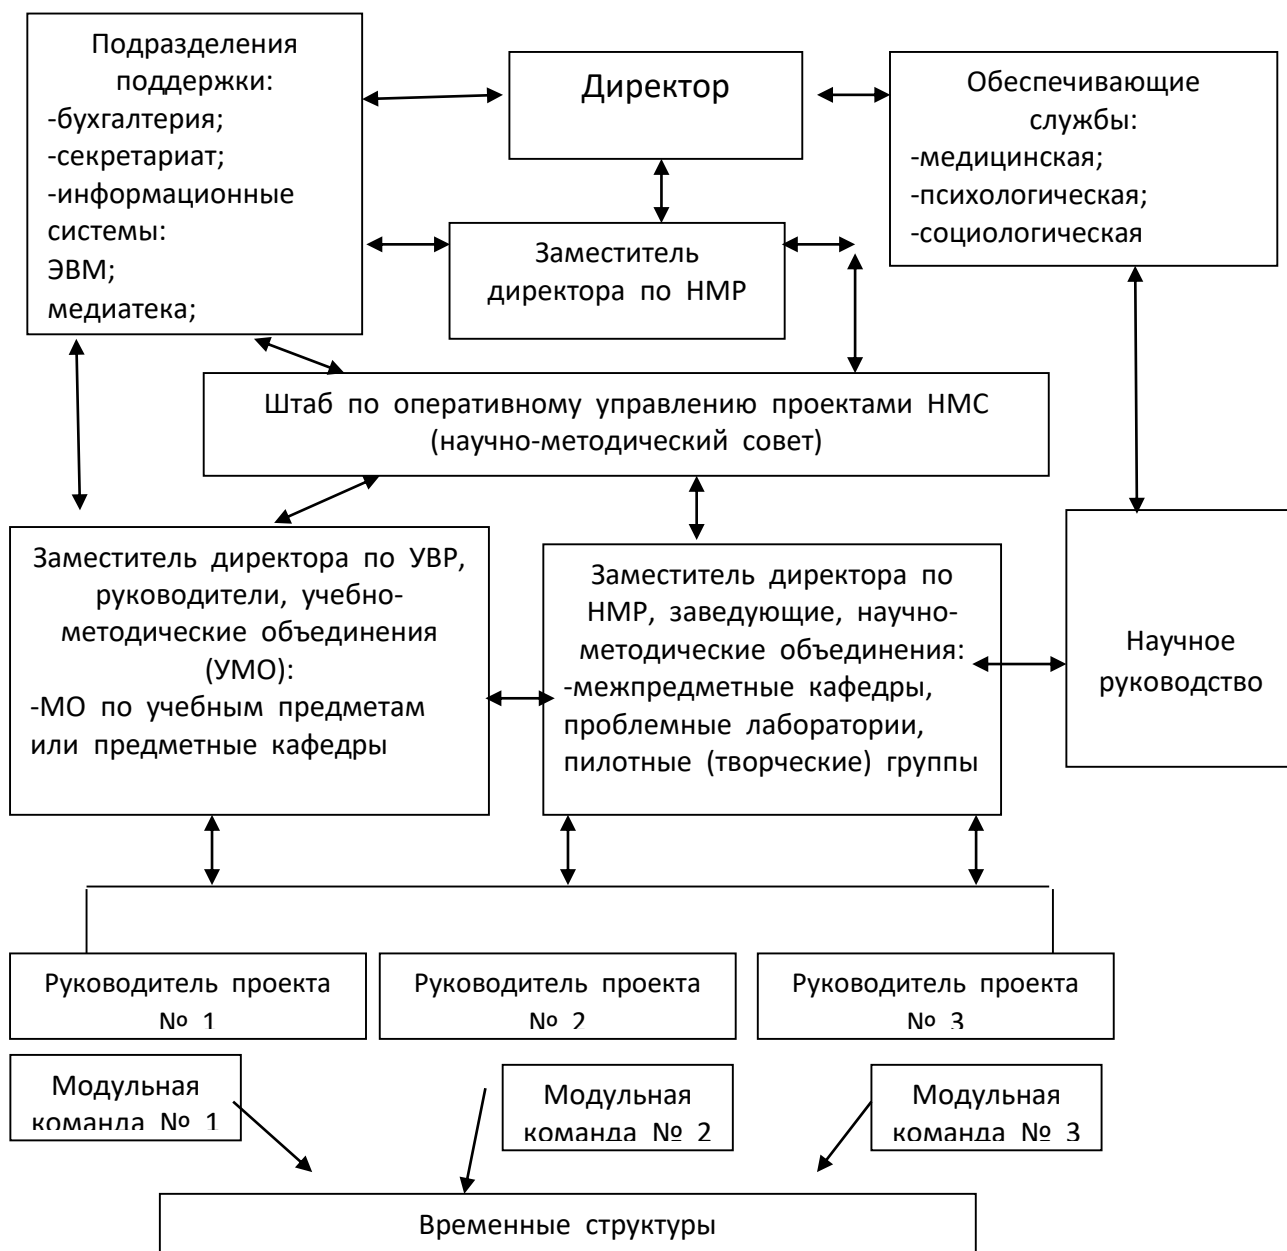 Подразделения
поддержки:
-бухгалтерия;
-секретариат;
-информационные
системы:
ЭВМ;
медиатека;
Директор
Обеспечивающие
службы:
-медицинская;
-психологическая;
-социологическая
Заместитель
директора по НМР
Штаб по оперативному управлению проектами НМС
(научно-методический совет)
Заместитель директора по УВР,
руководители, учебно-
методические объединения
(УМО):
-МО по учебным предметам
или предметные кафедры
Заместитель директора по
НМР, заведующие, научно-
методические объединения:
-межпредметные кафедры,
проблемные лаборатории,
пилотные (творческие) группы
Научное
руководство
Руководитель проекта
№ 1
Руководитель проекта
№ 2
Руководитель проекта
№ 3
Модульная
команда № 1
Модульная
команда № 2
Модульная
команда № 3
Временные структуры